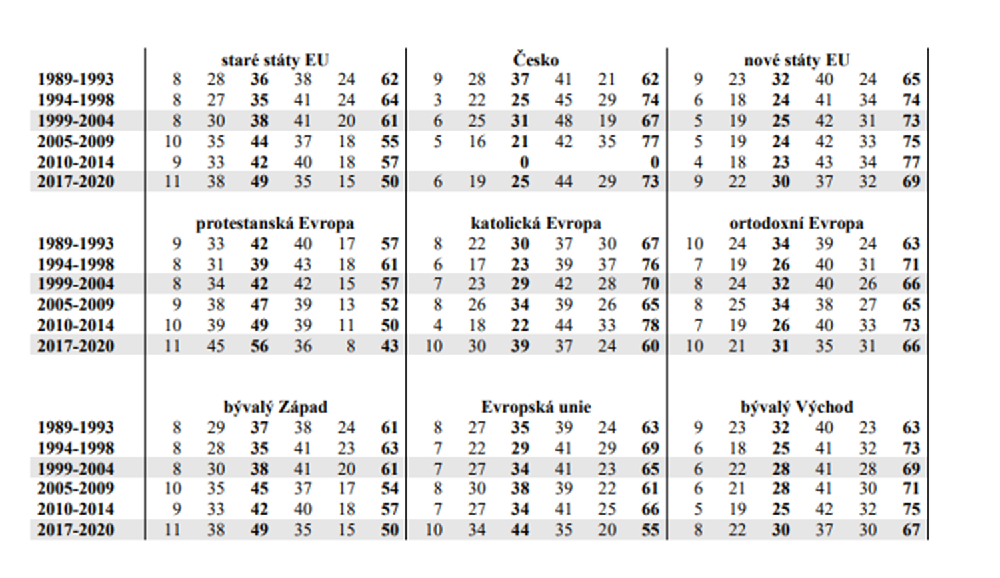 staré státy EU Česko nové státy EU
1989-1993 8 28 36 38 24 62 9 28 37 41 21 62 9 23 32 40 24 65
1994-1998 8 27 35 41 24 64 3 22 25 45 29 74 6 18 24 41 34 74
1999-2004 8 30 38 41 20 61 6 25 31 48 19 67 5 19 25 42 31 73
2005-2009 10 35 44 37 18 55 5 16 21 42 35 77 5 19 24 42 33 75
2010-2014 9 33 42 40 18 57 0 0 4 18 23 43 34 77
2017-2020 11 38 49 35 15 50 6 19 25 44 29 73 9 22 30 37 32 69
protestanská Evropa katolická Evropa ortodoxní Evropa
1989-1993 9 33 42 40 17 57 8 22 30 37 30 67 10 24 34 39 24 63
1994-1998 8 31 39 43 18 61 6 17 23 39 37 76 7 19 26 40 31 71
1999-2004 8 34 42 42 15 57 7 23 29 42 28 70 8 24 32 40 26 66
2005-2009 9 38 47 39 13 52 8 26 34 39 26 65 8 25 34 38 27 65
2010-2014 10 39 49 39 11 50 4 18 22 44 33 78 7 19 26 40 33 73
2017-2020 11 45 56 36 8 43 10 30 39 37 24 60 10 21 31 35 31 66
bývalý Západ Evropská unie bývalý Východ
1989-1993 8 29 37 38 24 61 8 27 35 39 24 63 9 23 32 40 23 63
1994-1998 8 28 35 41 23 63 7 22 29 41 29 69 6 18 25 41 32 73
1999-2004 8 30 38 41 20 61 7 27 34 41 23 65 6 22 28 41 28 69
2005-2009 10 35 45 37 17 54 8 30 38 39 22 61 6 21 28 41 30 71
2010-2014 9 33 42 40 18 57 7 27 34 41 25 66 5 19 25 42 32 75
2017-2020 11 38 49 35 15 50 10 34 44 35 20 55 8 22 30 37 30 67